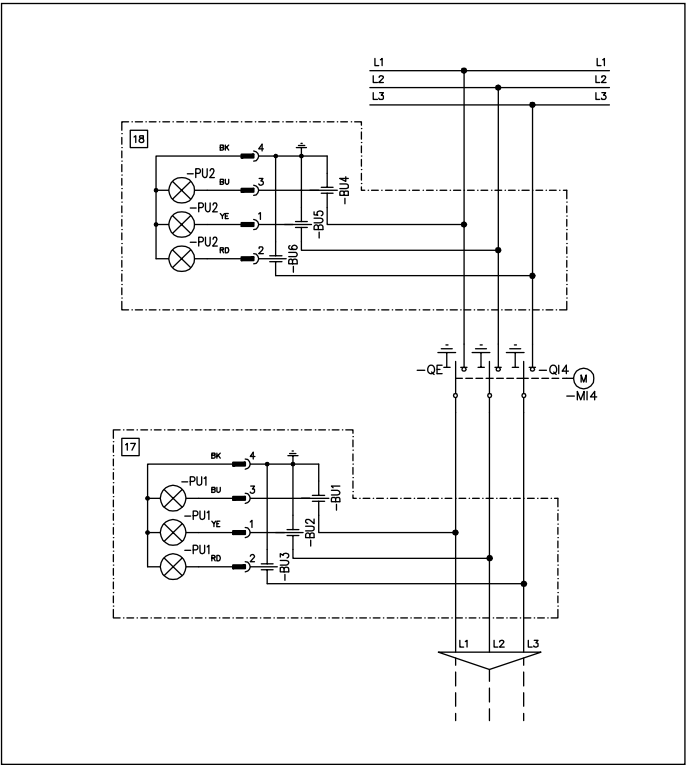 L1 L1
L2 L2
L3 L3
18
BK 4
-PU2 BU 3 -BU4
-PU2 YE 1 -BU5
-PU2 RD 2 -BU6
-QE -QI4
M
-MI4
17
BK 4
-PU1 BU 3 -BU1
-PU1 YE 1 -BU2
-PU1 RD 2 -BU3
L1 L2 L3